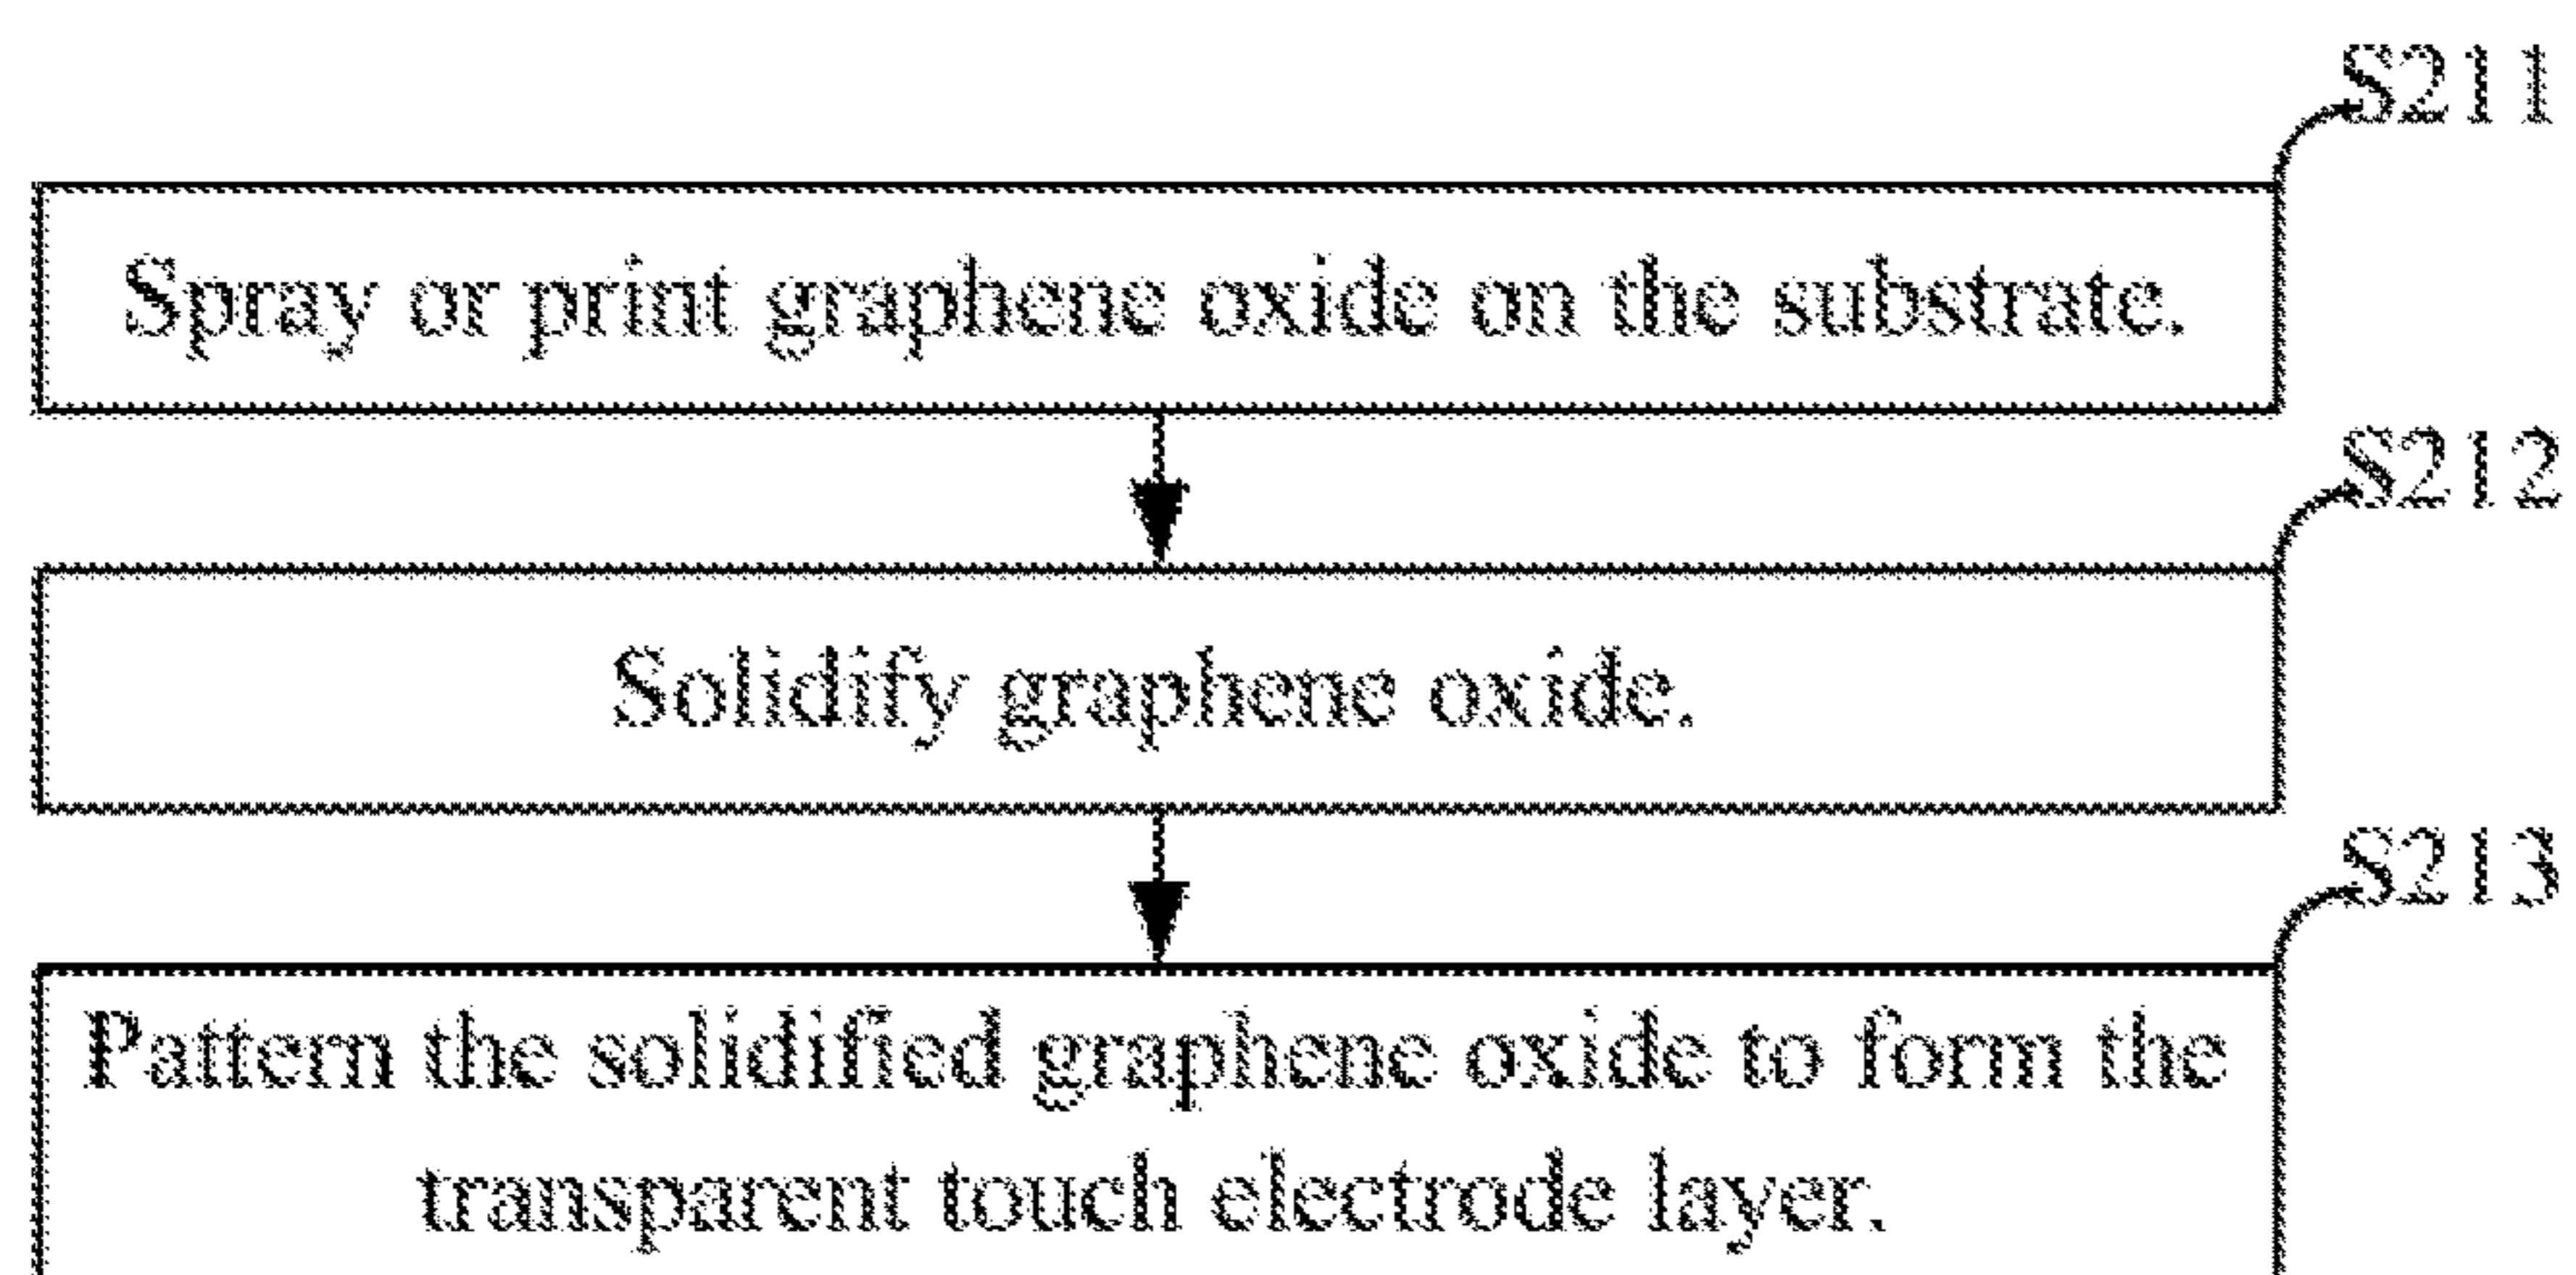 S211
Spray or print graphene oxide on the substrate.
S212
Solidify graphene oxide.
S213
Pattern the solidified graphene oxide to form the
transparent touch electrode layer.